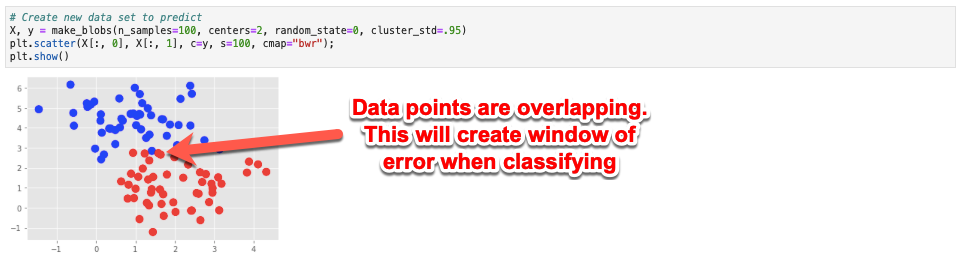 # Create new data set to predict
X, y = make_blobs(n_samples=100, centers=2, random_state=0, cluster_std=.95)
plt.scatter(X[:, 0], X[:, 1], c=y, s=100, cmap="bwr");
plt.show()
Data points are overlapping.
This will create window of
error when classifying
6
5
4
3
2
1
0
−1
−1 0 1 2 3 4